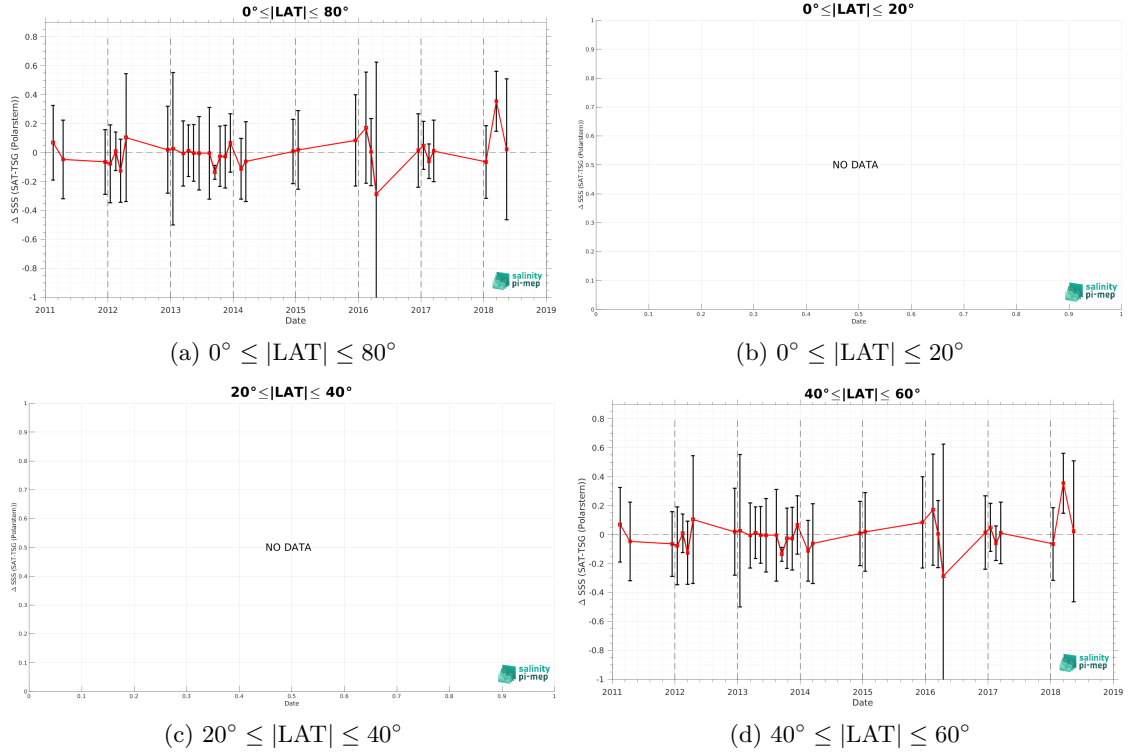 0°≤|LAT|≤ 80°
Δ SSS (SAT-TSG (Polarstern))
0.8
0.6
0.4
0.2
0
-0.2
-0.4
-0.6
-0.8
-1
2011 2012 2013 2014 2015 2016 2017 2018 2019
Date
salinity
pi-mep
(a) 0° ≤ |LAT| ≤ 80°
0°≤|LAT|≤ 20°
Δ SSS (SAT-TSG (Polarstern))
1
0.9
0.8
0.7
0.6
0.5
0.4
0.3
0.2
0.1
0
NO DATA
0 0.1 0.2 0.3 0.4 0.5 0.6 0.7 0.8 0.9 1
Date
salinity
pi-mep
(b) 0° ≤ |LAT| ≤ 20°
20°≤|LAT|≤ 40°
Δ SSS (SAT-TSG (Polarstern))
1
0.9
0.8
0.7
0.6
0.5
0.4
0.3
0.2
0.1
0
NO DATA
0 0.1 0.2 0.3 0.4 0.5 0.6 0.7 0.8 0.9 1
Date
salinity
pi-mep
(c) 20° ≤ |LAT| ≤ 40°
40°≤|LAT|≤ 60°
Δ SSS (SAT-TSG (Polarstern))
0.8
0.6
0.4
0.2
0
-0.2
-0.4
-0.6
-0.8
-1
2011 2012 2013 2014 2015 2016 2017 2018 2019
Date
salinity
pi-mep
(d) 40° ≤ |LAT| ≤ 60°